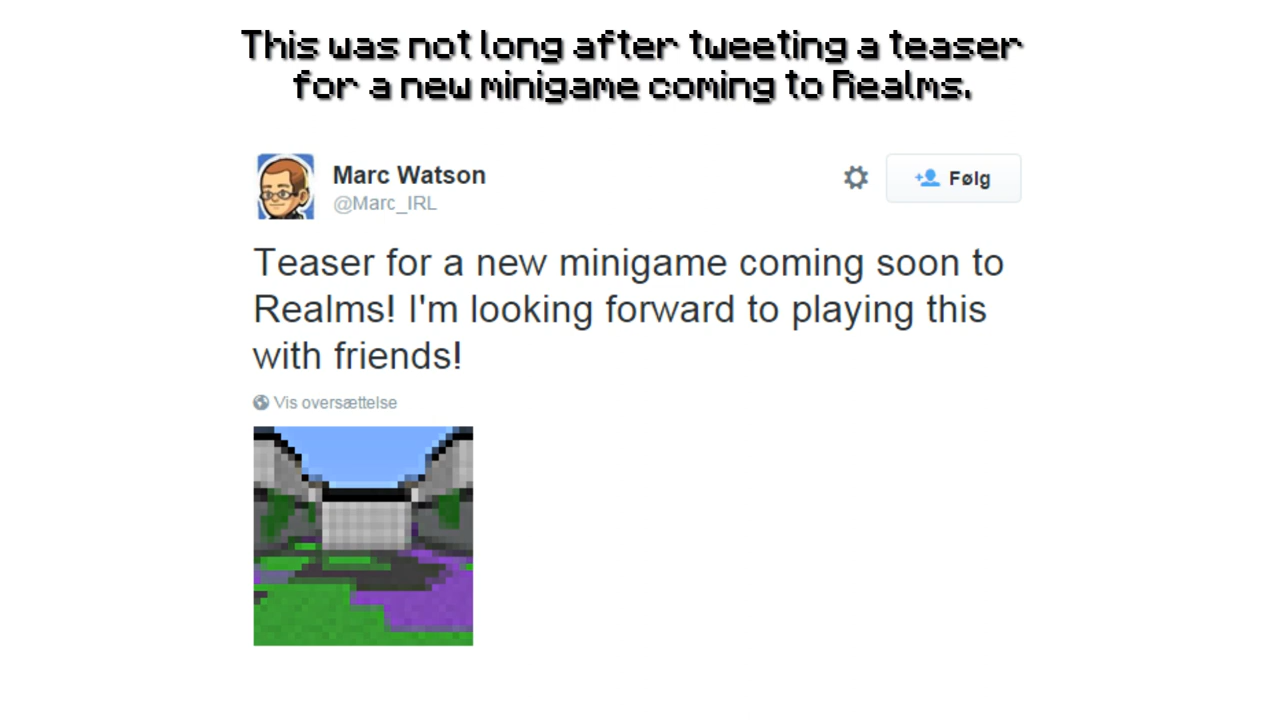 This was not long after tweeting a teaser
for a new minigame coming to Realms.
Marc Watson
@Marc_IRL
Følg
Teaser for a new minigame coming soon to
Realms! I'm looking forward to playing this
with friends!
Vis oversættelse